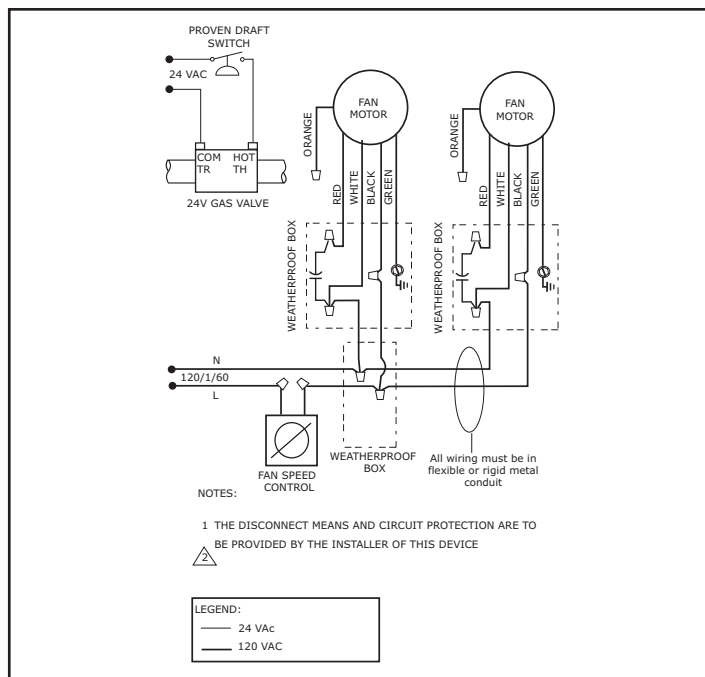 PROVEN DRAFT
SWITCH
24 VAC
COM
TR
HOT
TH
24V GAS VALVE
FAN
MOTOR
ORANGE
RED
WHITE
BLACK
GREEN
WEATHERPROOF BOX
FAN
MOTOR
ORANGE
RED
WHITE
BLACK
GREEN
WEATHERPROOF BOX
N
120/1/60
L
FAN SPEED
CONTROL
WEATHERPROOF
BOX
All wiring must be in
flexible or rigid metal
conduit
NOTES:
1 THE DISCONNECT MEANS AND CIRCUIT PROTECTION ARE TO
BE PROVIDED BY THE INSTALLER OF THIS DEVICE
2
LEGEND:
24 VAc
120 VAC